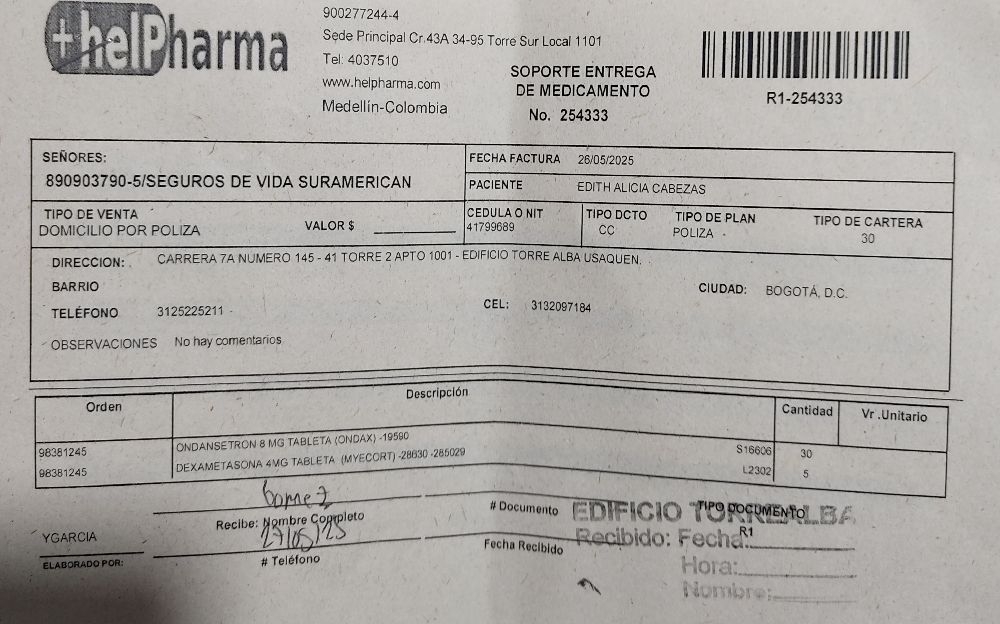 +helPharma
900277244-4
Sede Principal Cr.43A 34-95 Torre Sur Local 1101
Tel: 4037510
www.helpharma.com
Medellín-Colombia
SOPORTE ENTREGA
DE MEDICAMENTO
No. 254333
R1-254333
SEÑORES:
890903790-5/SEGUROS DE VIDA SURAMERICAN
FECHA FACTURA 26/05/2025
PACIENTE EDITH ALICIA CABEZAS
TIPO DE VENTA
DOMICILIO POR POLIZA
VALOR $
CEDULA O NIT
41799689
TIPO DCTO
CC
TIPO DE PLAN
POLIZA
TIPO DE CARTERA
30
DIRECCION: CARRERA 7A NUMERO 145 - 41 TORRE 2 APTO 1001 - EDIFICIO TORRE ALBA USAQUEN.
BARRIO
CIUDAD: BOGOTÁ, D.C.
TELÉFONO 3125225211
CEL: 3132097184
OBSERVACIONES No hay comentarios
Orden Descripción Cantidad Vr .Unitario
98381245 ONDANSETRON 8 MG TABLETA (ONDAX) -19590 S16606 30
98381245 DEXAMETASONA 4MG TABLETA (MYECORT) -28630 -285029 L2302 5
Recibe: Nombre Completo
27/05/25
# Teléfono
YGARCIA
ELABORADO POR:
# Documento
Fecha Recibido
TIPO DOCUMENTO
R1
EDIFICIO TORREALBA
Recibido: Fecha:
Hora:
Nombre: